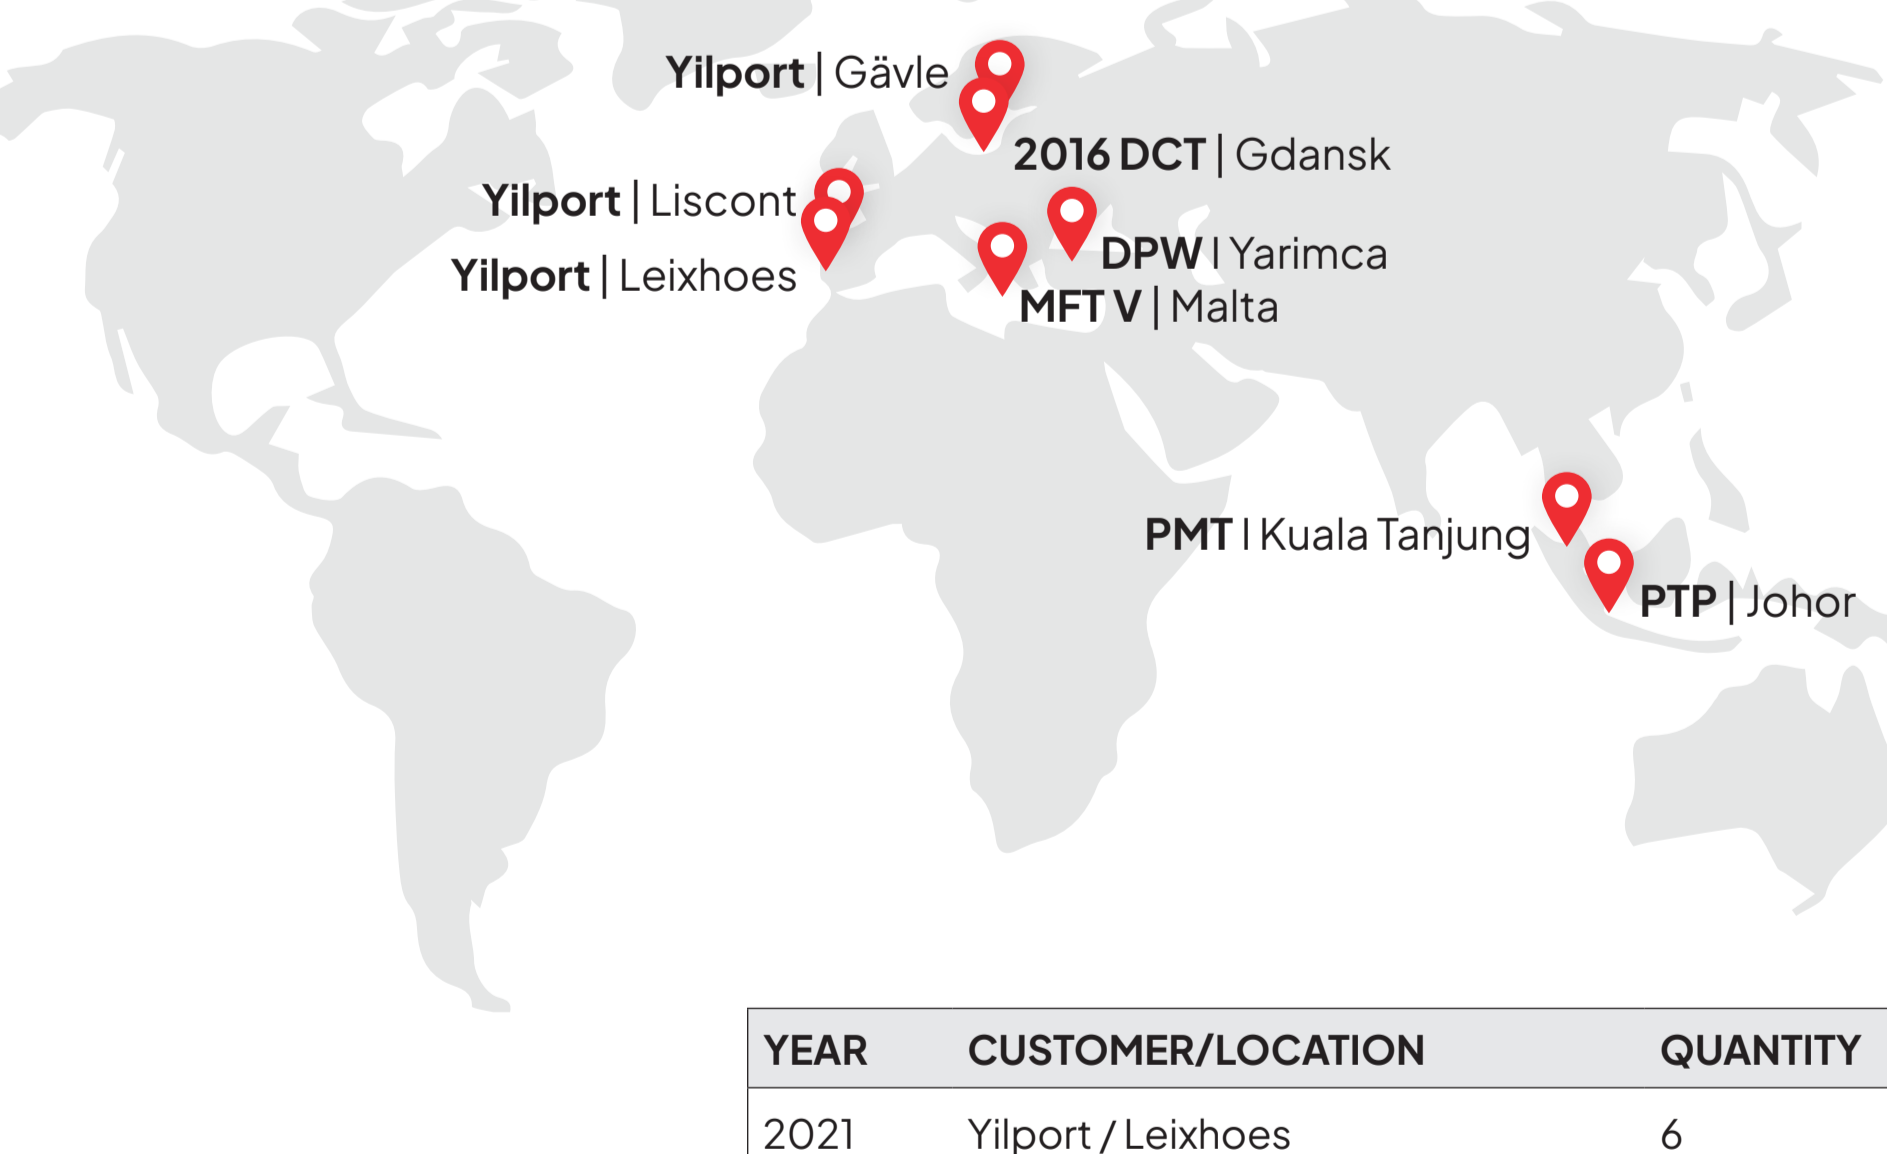 Yilport | Gävle
2016 DCT | Gdansk
Yilport | Liscont
DPW I Yarimca
Yilport | Leixhoes
MFT V | Malta
PMT I Kuala Tanjung
PTP | Johor
YEAR CUSTOMER/LOCATION QUANTITY
2021 Yilport / Leixhoes 6